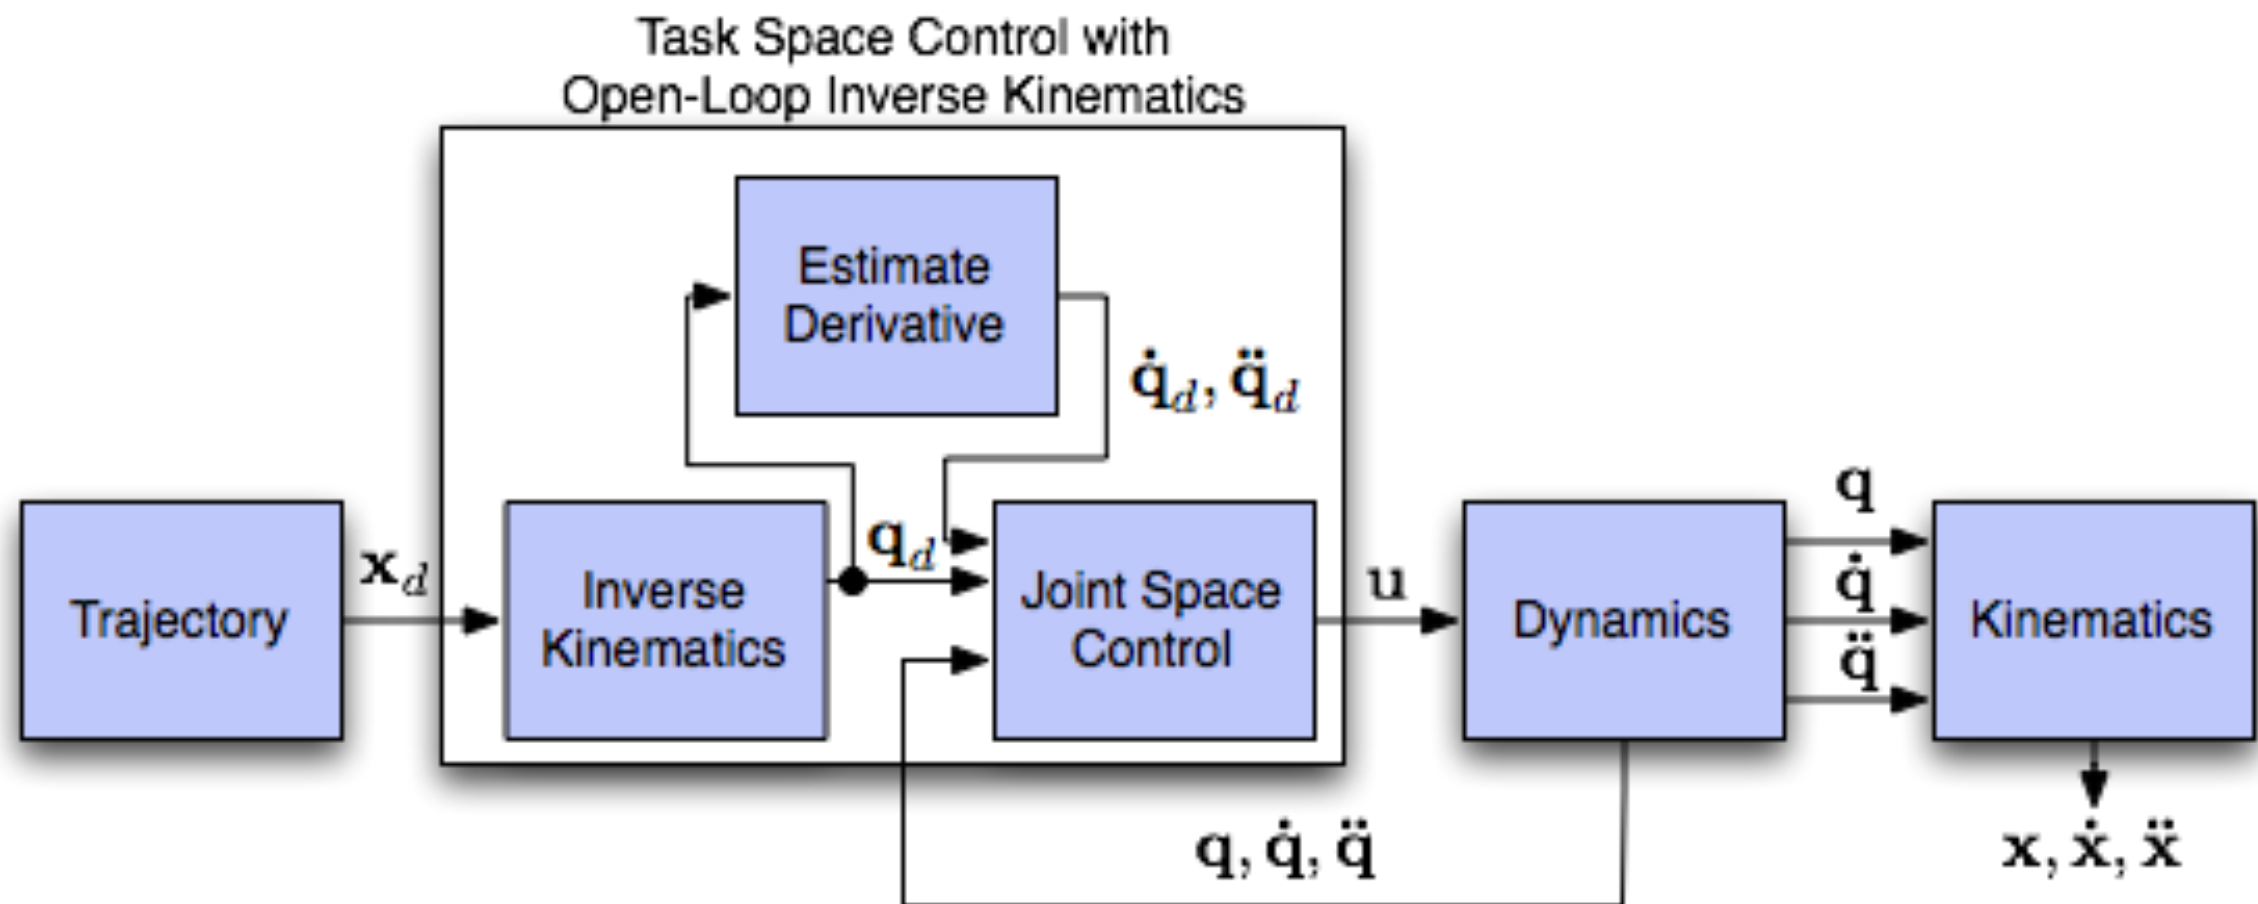 Task Space Control with
Open-Loop Inverse Kinematics
Estimate
Derivative
q̇_d, q̈_d
Trajectory
x_d
Inverse
Kinematics
q_d
Joint Space
Control
u
Dynamics
q
q̇
q̈
Kinematics
q, q̇, q̈
x, ẋ, ẍ